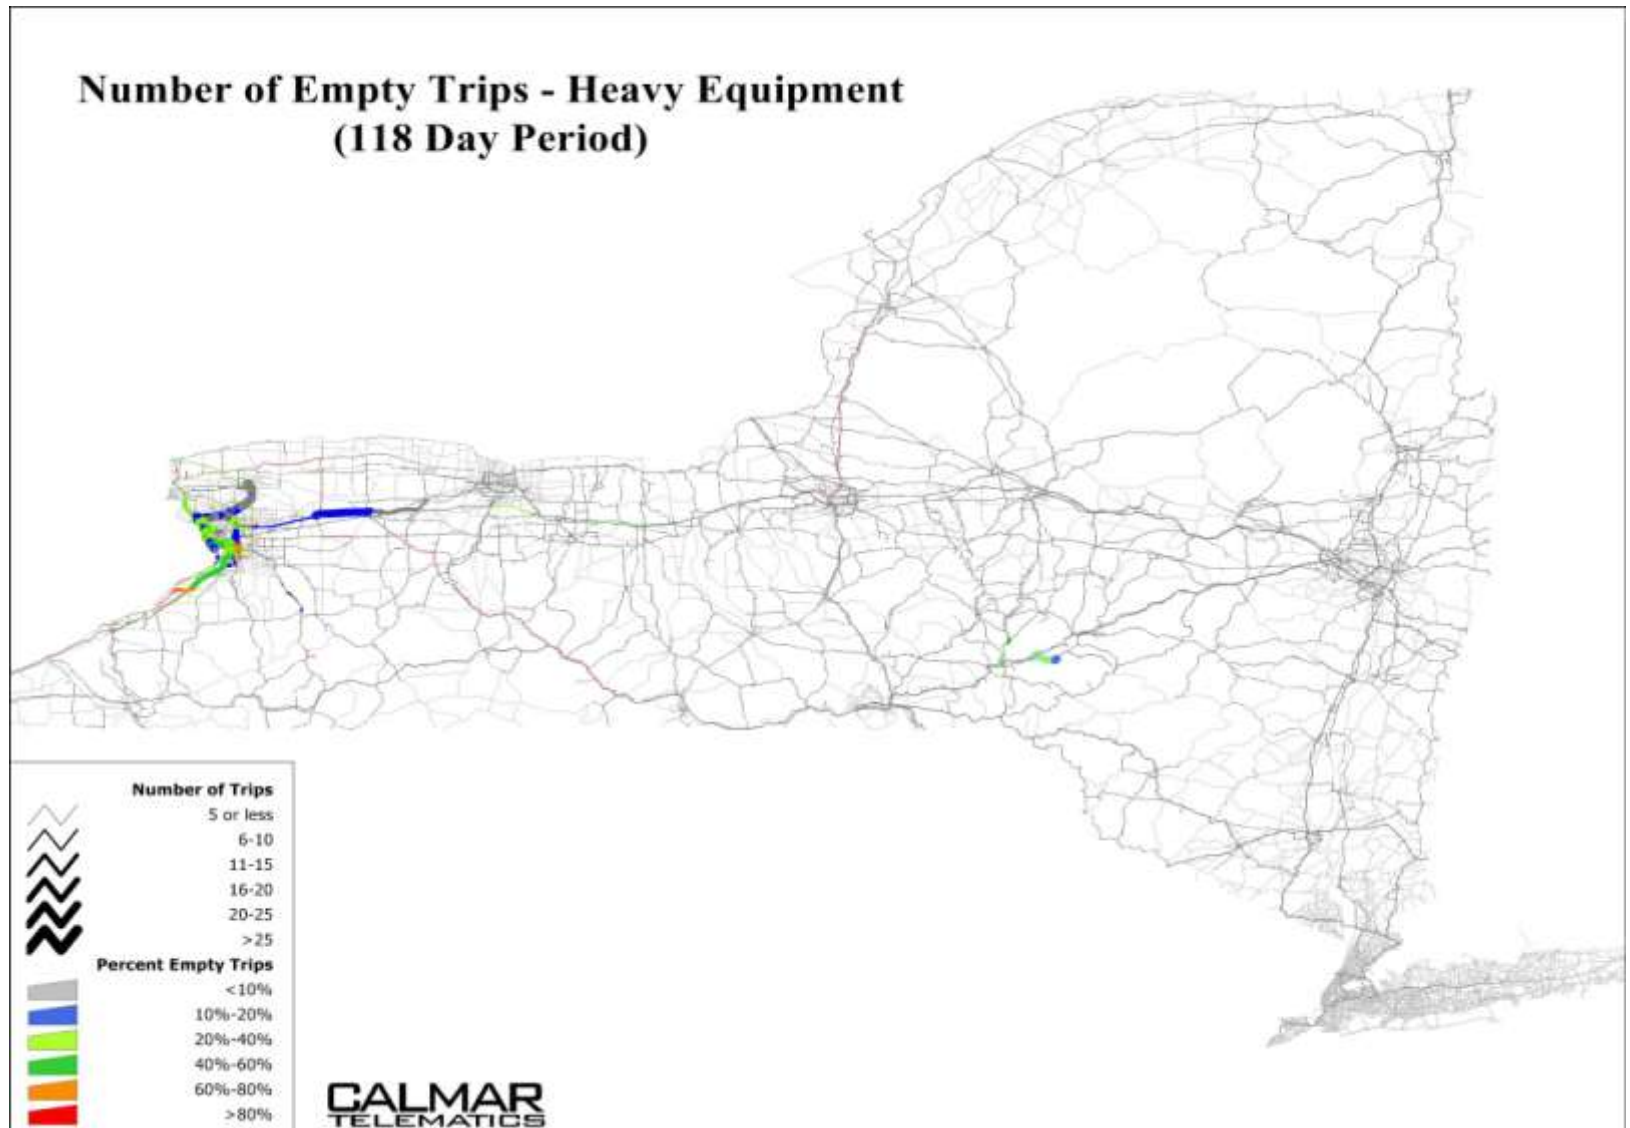 Number of Empty Trips - Heavy Equipment
(118 Day Period)
Number of Trips
5 or less
6-10
11-15
16-20
20-25
>25
Percent Empty Trips
<10%
10%-20%
20%-40%
40%-60%
60%-80%
>80%
CALMAR
TELEMATICS